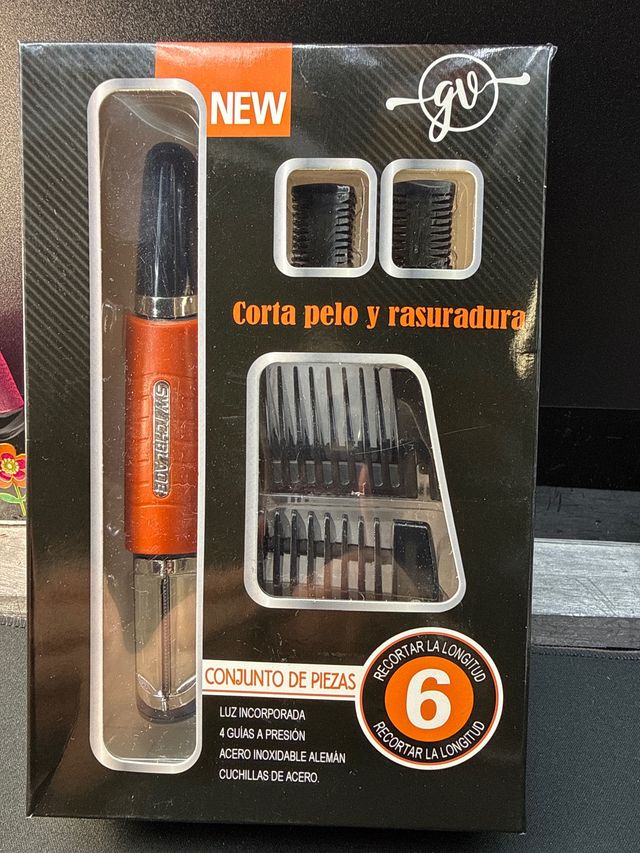 NEW
gv
Corta pelo y rasuradura
SWITCHBLADE
CONJUNTO DE PIEZAS
LUZ INCORPORADA
4 GUÍAS A PRESIÓN
ACERO INOXIDABLE ALEMÁN
CUCHILLAS DE ACERO.
RECORTAR LA LONGITUD
6
RECORTAR LA LONGITUD